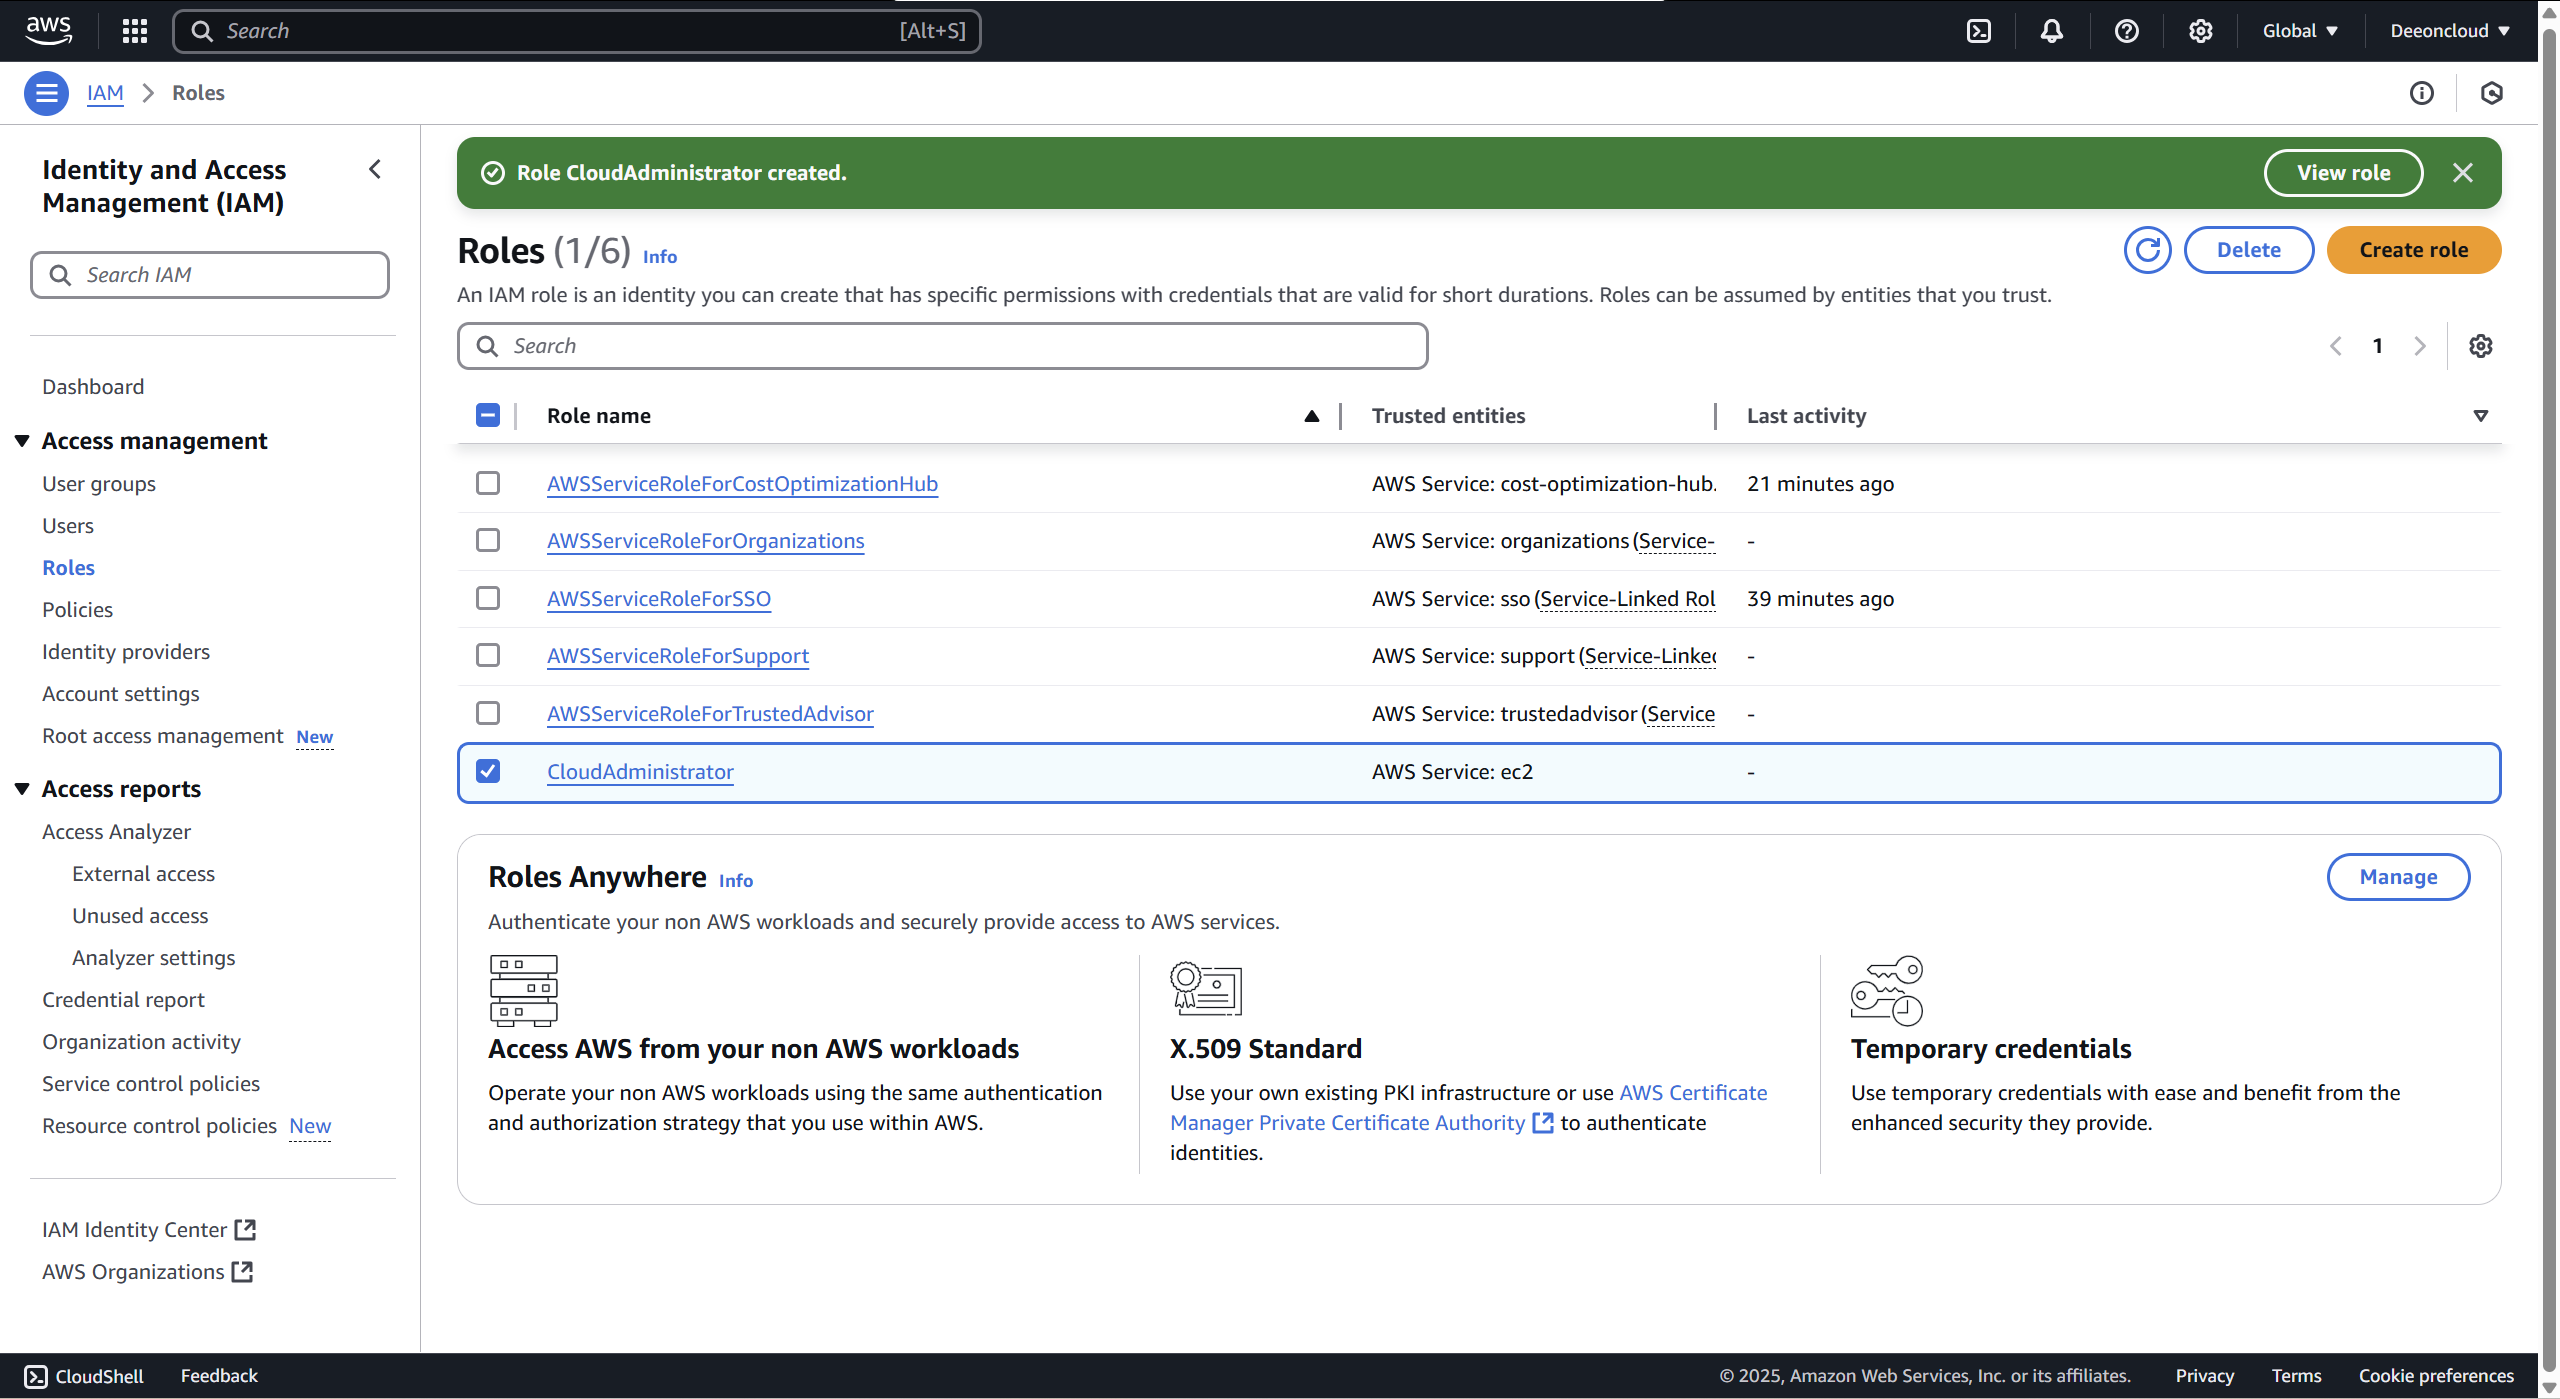 aws
Search [Alt+S]
Global
Deeoncloud
IAM > Roles
Identity and Access
Management (IAM)
Search IAM
Dashboard
Access management
User groups
Users
Roles
Policies
Identity providers
Account settings
Root access management New
Access reports
Access Analyzer
External access
Unused access
Analyzer settings
Credential report
Organization activity
Service control policies
Resource control policies New
IAM Identity Center
AWS Organizations
Role CloudAdministrator created.
View role
Roles (1/6) Info
Delete
Create role
An IAM role is an identity you can create that has specific permissions with credentials that are valid for short durations. Roles can be assumed by entities that you trust.
Search
1
Role name Trusted entities Last activity
AWSServiceRoleForCostOptimizationHub AWS Service: cost-optimization-hub. 21 minutes ago
AWSServiceRoleForOrganizations AWS Service: organizations (Service- -
AWSServiceRoleForSSO AWS Service: sso (Service-Linked Rol 39 minutes ago
AWSServiceRoleForSupport AWS Service: support (Service-Linked -
AWSServiceRoleForTrustedAdvisor AWS Service: trustedadvisor (Service -
CloudAdministrator AWS Service: ec2 -
Roles Anywhere Info
Manage
Authenticate your non AWS workloads and securely provide access to AWS services.
Access AWS from your non AWS workloads
Operate your non AWS workloads using the same authentication
and authorization strategy that you use within AWS.
X.509 Standard
Use your own existing PKI infrastructure or use AWS Certificate
Manager Private Certificate Authority to authenticate
identities.
Temporary credentials
Use temporary credentials with ease and benefit from the
enhanced security they provide.
CloudShell
Feedback
© 2025, Amazon Web Services, Inc. or its affiliates.
Privacy
Terms
Cookie preferences